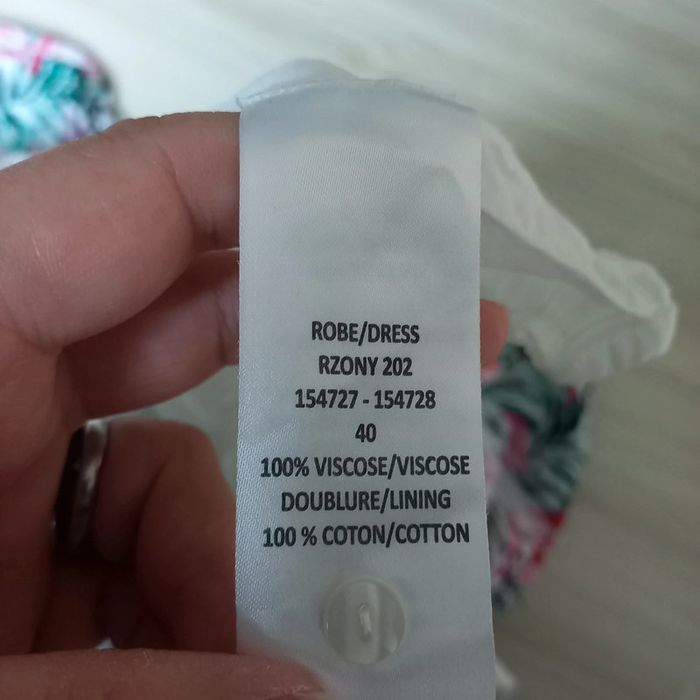 ROBE/DRESS
RZONY 202
154727 - 154728
40
100% VISCOSE/VISCOSE
DOUBLURE/LINING
100 % COTON/COTTON